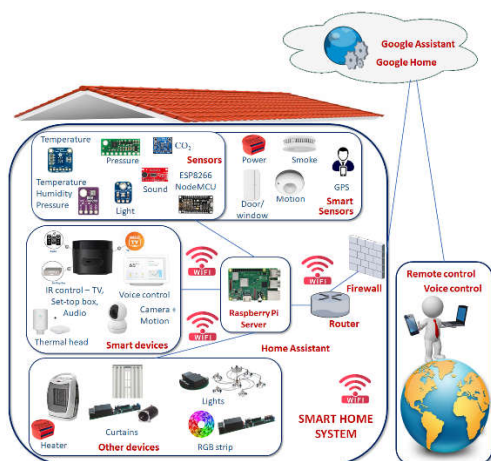 Google Assistant
Google Home
Temperature
Pressure
CO2
Sensors
Temperature
Humidity
Pressure
Light
Sound
ESP8266
NodeMCU
Power
Smoke
Door/
window
Motion
GPS
Smart
Sensors
IR control – TV,
Set-top box,
Audio
Voice control
Camera +
Motion
Thermal head
Smart devices
WiFi
WiFi
WiFi
WiFi
Raspberry Pi
Server
Firewall
Router
Home Assistant
Remote control
Voice control
Heater
Curtains
Lights
RGB strip
Other devices
SMART HOME
SYSTEM